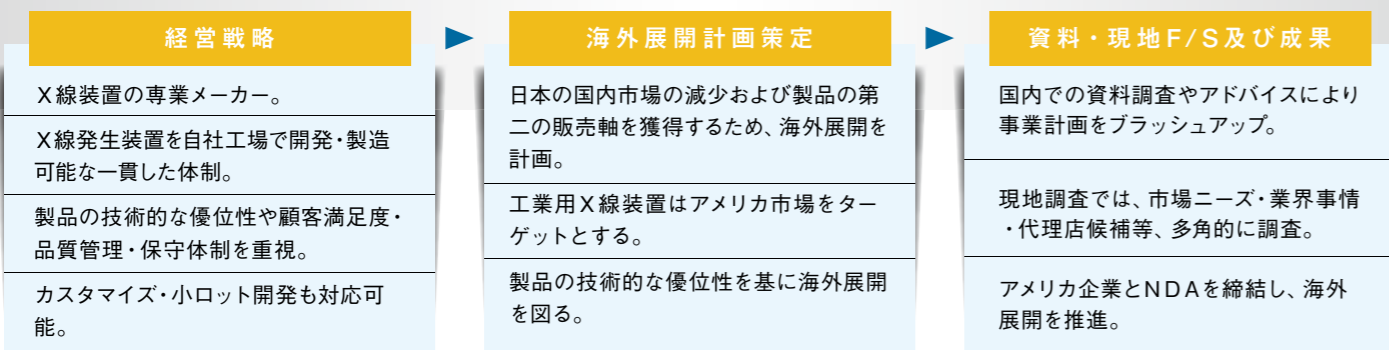 経営戦略
X線装置の専業メーカー。
X線発生装置を自社工場で開発・製造
可能な一貫した体制。
製品の技術的な優位性や顧客満足度・
品質管理・保守体制を重視。
カスタマイズ・小ロット開発も対応可
能。
海外展開計画策定
日本の国内市場の減少および製品の第
二の販売軸を獲得するため、海外展開を
計画。
工業用X線装置はアメリカ市場をター
ゲットとする。
製品の技術的な優位性を基に海外展開
を図る。
資料・現地F/S及び成果
国内での資料調査やアドバイスにより
事業計画をブラッシュアップ。
現地調査では、市場ニーズ・業界事情
・代理店候補等、多角的に調査。
アメリカ企業とNDAを締結し、海外
展開を推進。